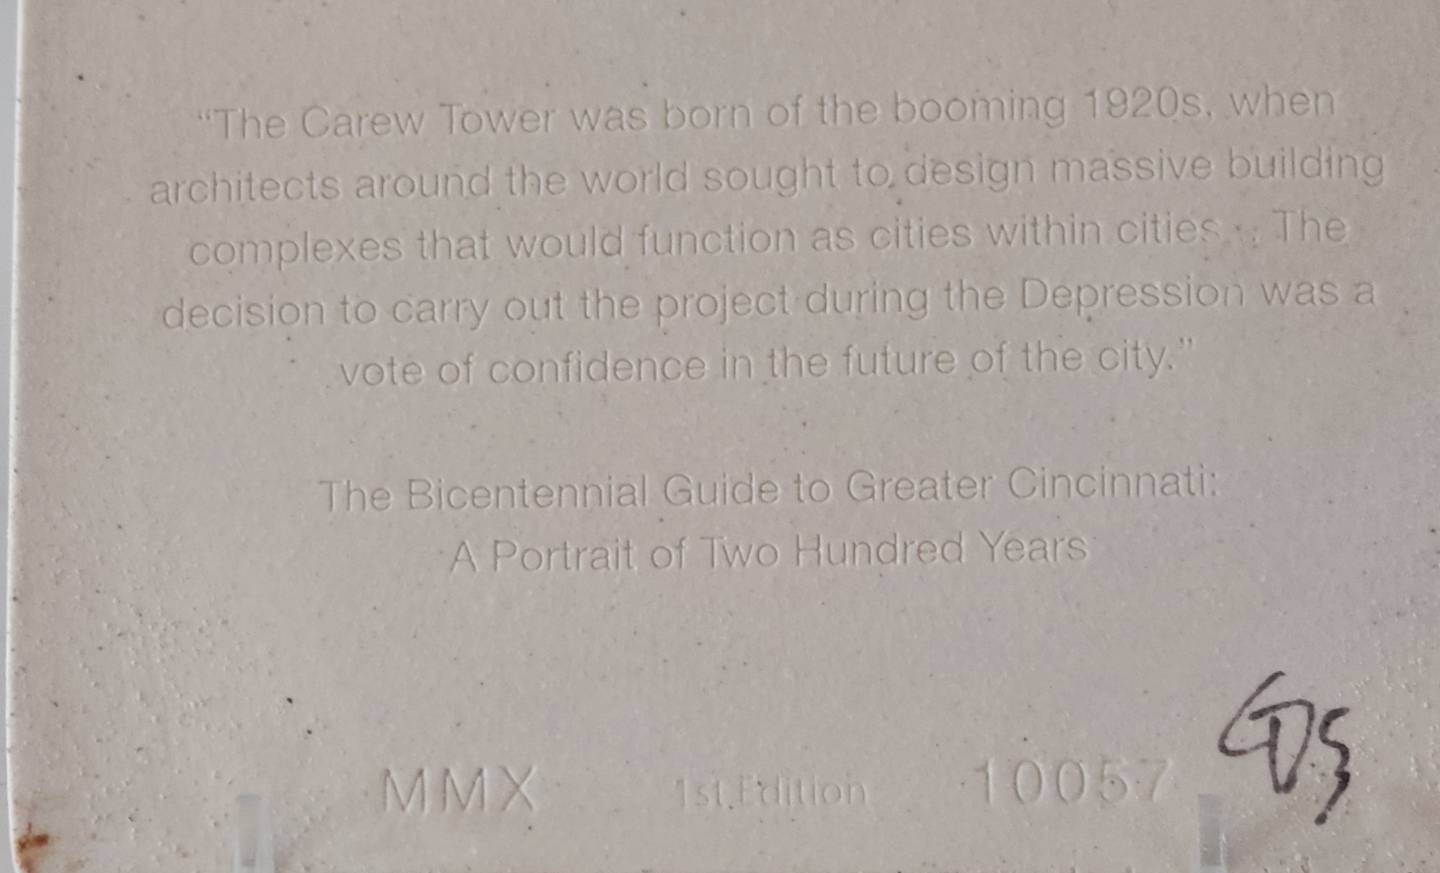 “The Carew Tower was born of the booming 1920s, when
architects around the world sought to design massive building
complexes that would function as cities within cities... The
decision to carry out the project during the Depression was a
vote of confidence in the future of the city.”
The Bicentennial Guide to Greater Cincinnati:
A Portrait of Two Hundred Years
MMX 1st Edition 10057